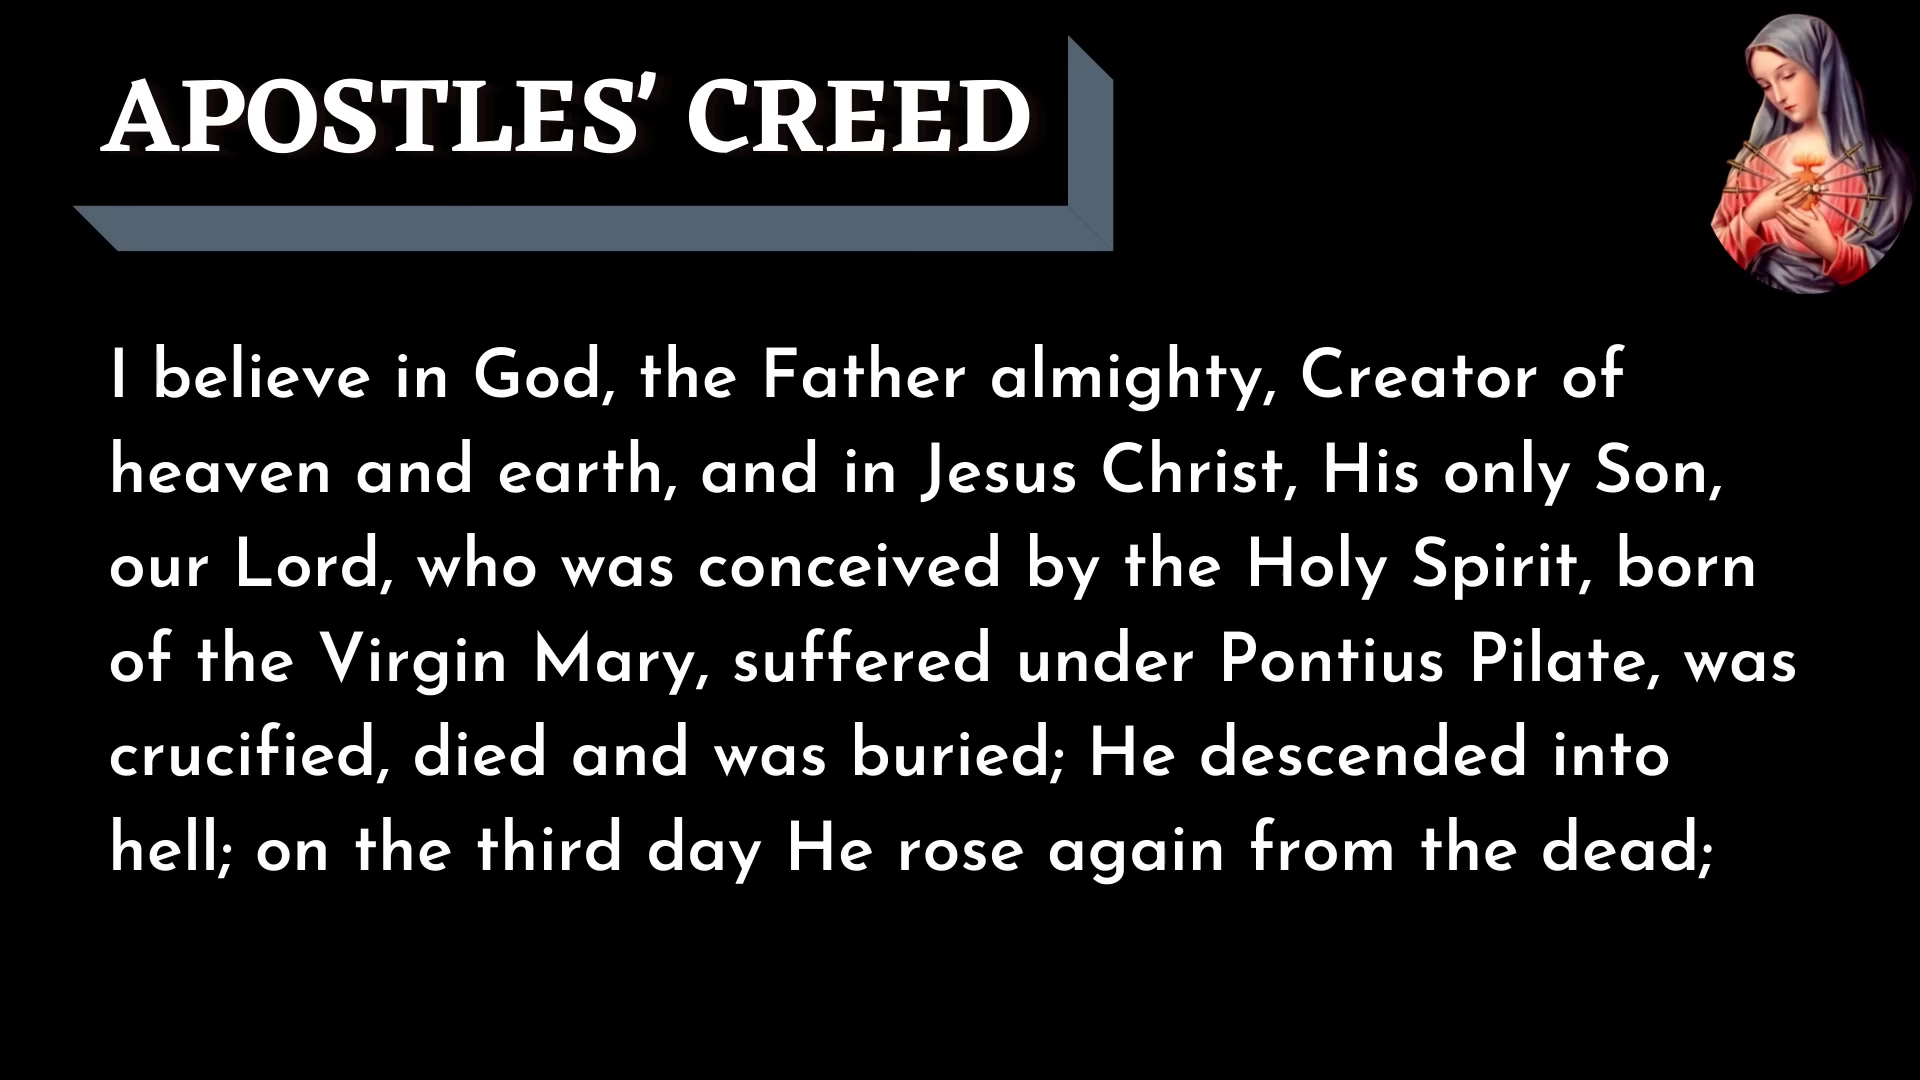 APOSTLES' CREED
I believe in God, the Father almighty, Creator of
heaven and earth, and in Jesus Christ, His only Son,
our Lord, who was conceived by the Holy Spirit, born
of the Virgin Mary, suffered under Pontius Pilate, was
crucified, died and was buried; He descended into
hell; on the third day He rose again from the dead;